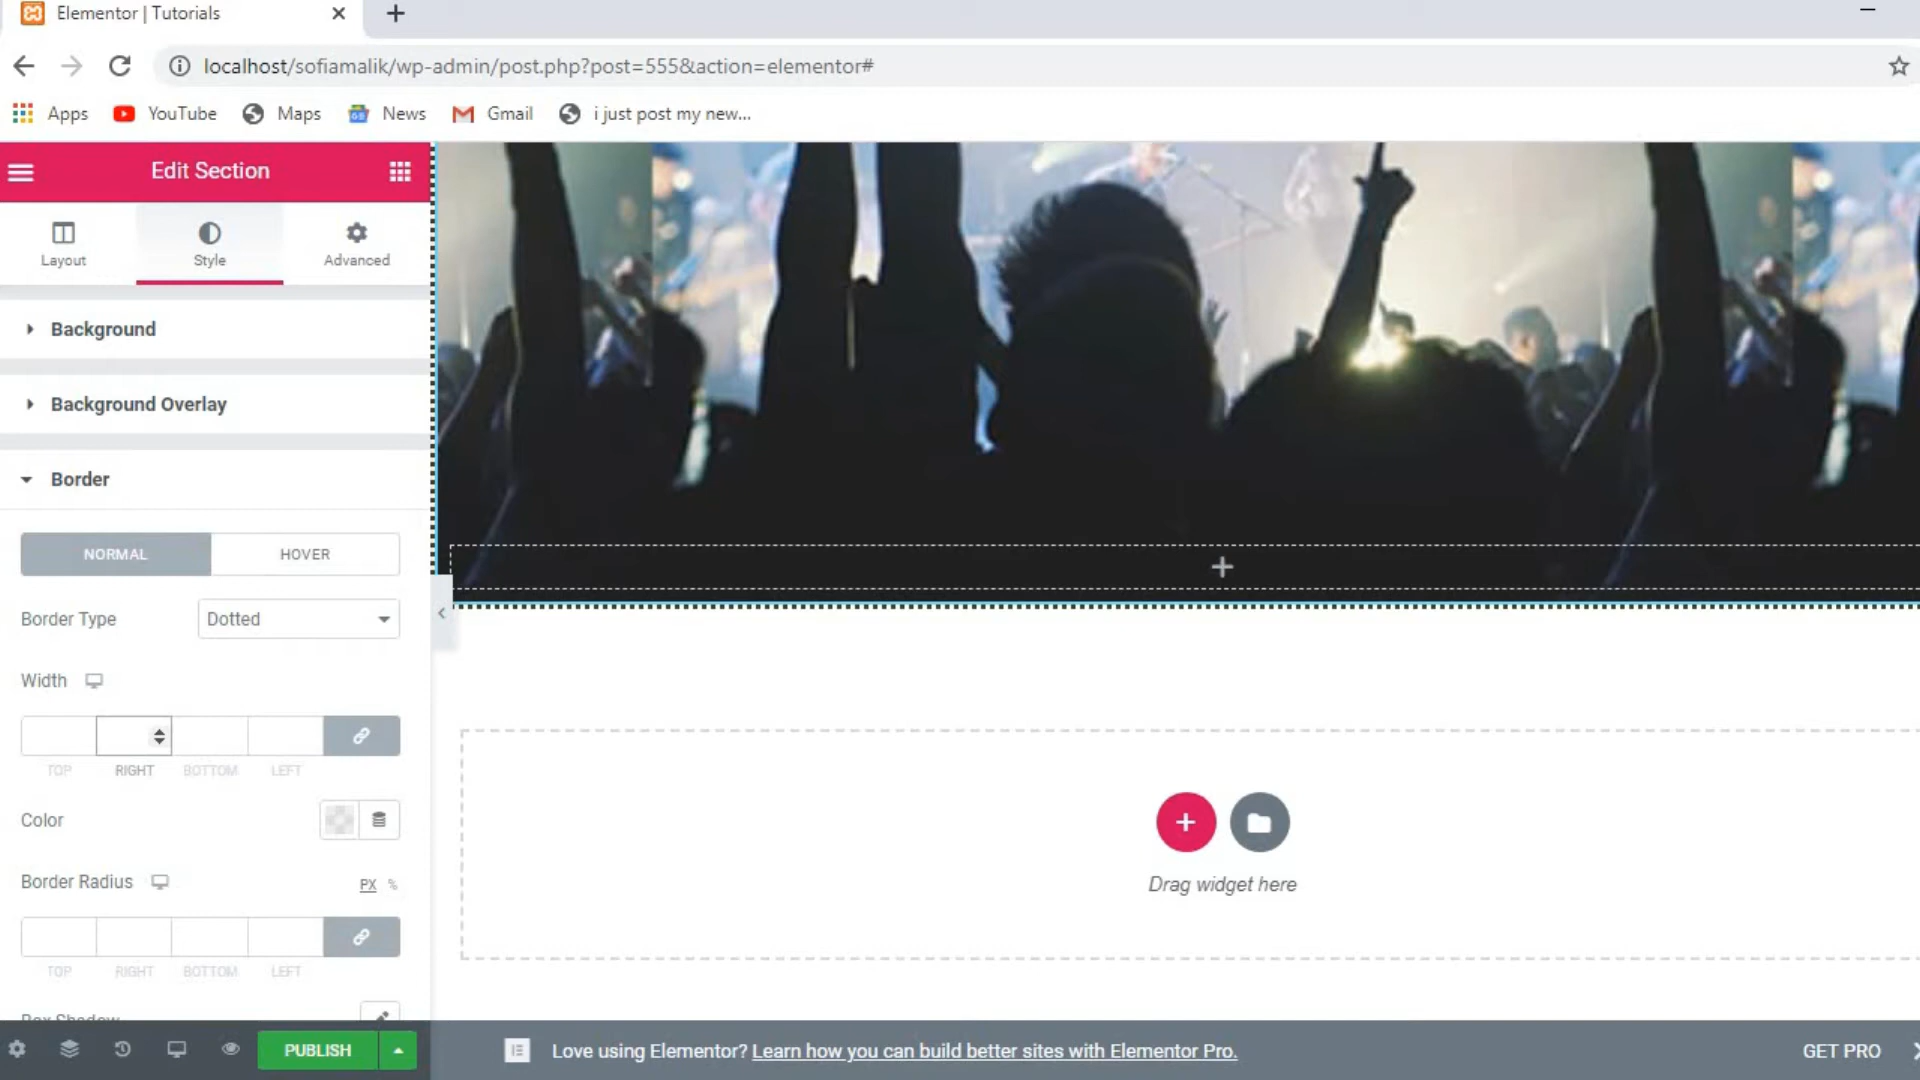 Elementor | Tutorials
localhost/sofiamalik/wp-admin/post.php?post=555&action=elementor#
Apps YouTube Maps News Gmail i just post my new...
Edit Section
Layout Style Advanced
Background
Background Overlay
Border
NORMAL HOVER
Border Type Dotted
Width
TOP RIGHT BOTTOM LEFT
Color
Border Radius PX %
TOP RIGHT BOTTOM LEFT
Box Shadow
Drag widget here
PUBLISH
Love using Elementor? Learn how you can build better sites with Elementor Pro.
GET PRO